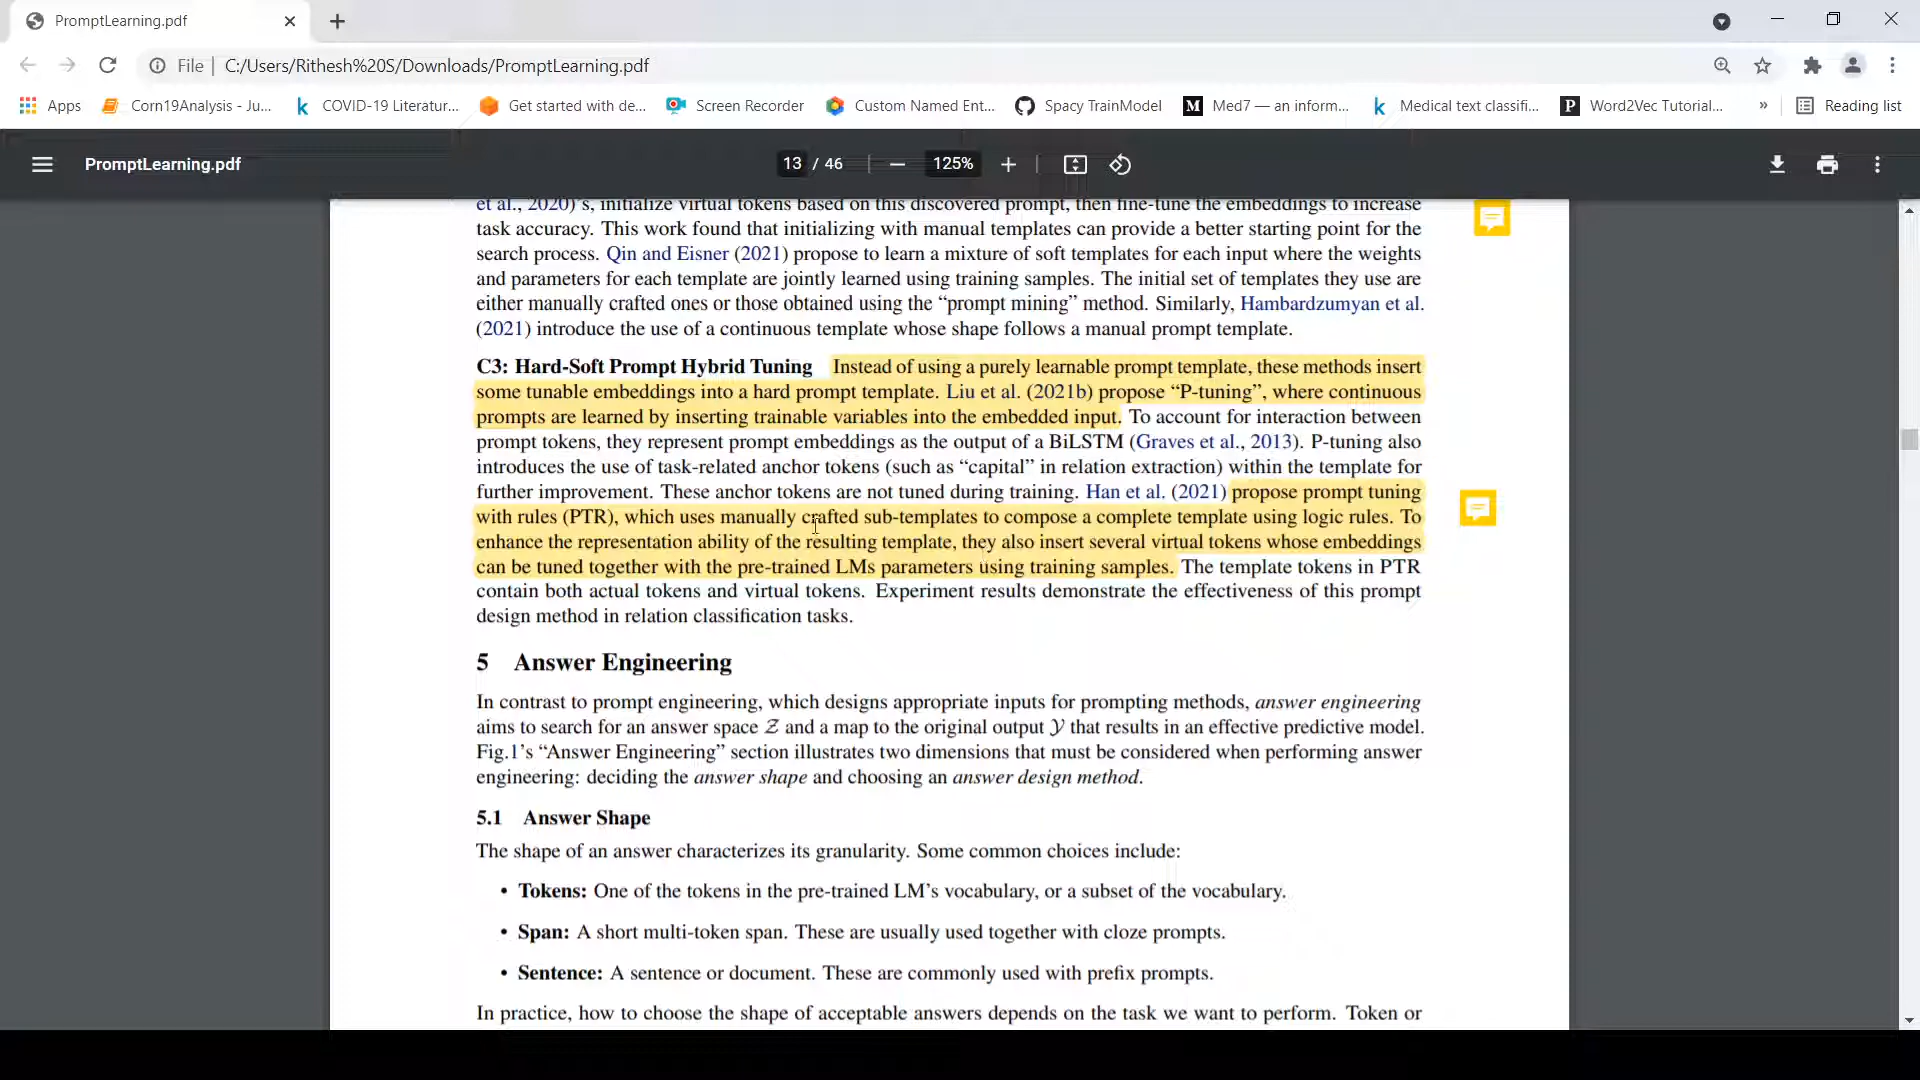 PromptLearning.pdf
File | C:/Users/Rithesh%20S/Downloads/PromptLearning.pdf
Apps Corn19Analysis - Ju... COVID-19 Literatur... Get started with de... Screen Recorder Custom Named Ent... Spacy TrainModel Med7 — an inform... Medical text classifi... Word2Vec Tutorial... » Reading list
PromptLearning.pdf 13 / 46 125%
et al., 2020)'s, initialize virtual tokens based on this discovered prompt, then fine-tune the embeddings to increase
task accuracy. This work found that initializing with manual templates can provide a better starting point for the
search process. Qin and Eisner (2021) propose to learn a mixture of soft templates for each input where the weights
and parameters for each template are jointly learned using training samples. The initial set of templates they use are
either manually crafted ones or those obtained using the “prompt mining” method. Similarly, Hambardzumyan et al.
(2021) introduce the use of a continuous template whose shape follows a manual prompt template.
C3: Hard-Soft Prompt Hybrid Tuning Instead of using a purely learnable prompt template, these methods insert
some tunable embeddings into a hard prompt template. Liu et al. (2021b) propose “P-tuning”, where continuous
prompts are learned by inserting trainable variables into the embedded input. To account for interaction between
prompt tokens, they represent prompt embeddings as the output of a BiLSTM (Graves et al., 2013). P-tuning also
introduces the use of task-related anchor tokens (such as “capital” in relation extraction) within the template for
further improvement. These anchor tokens are not tuned during training. Han et al. (2021) propose prompt tuning
with rules (PTR), which uses manually crafted sub-templates to compose a complete template using logic rules. To
enhance the representation ability of the resulting template, they also insert several virtual tokens whose embeddings
can be tuned together with the pre-trained LMs parameters using training samples. The template tokens in PTR
contain both actual tokens and virtual tokens. Experiment results demonstrate the effectiveness of this prompt
design method in relation classification tasks.
5 Answer Engineering
In contrast to prompt engineering, which designs appropriate inputs for prompting methods, answer engineering
aims to search for an answer space Z and a map to the original output Y that results in an effective predictive model.
Fig.1's “Answer Engineering” section illustrates two dimensions that must be considered when performing answer
engineering: deciding the answer shape and choosing an answer design method.
5.1 Answer Shape
The shape of an answer characterizes its granularity. Some common choices include:
• Tokens: One of the tokens in the pre-trained LM's vocabulary, or a subset of the vocabulary.
• Span: A short multi-token span. These are usually used together with cloze prompts.
• Sentence: A sentence or document. These are commonly used with prefix prompts.
In practice, how to choose the shape of acceptable answers depends on the task we want to perform. Token or